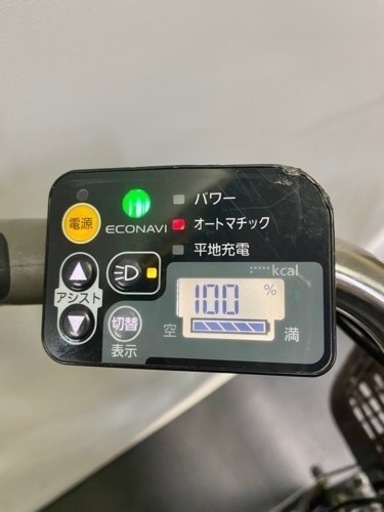 パワー
電源
ECONAVI
オートマチック
平地充電
アシスト
kcal
100 %
切替
表示
空
満